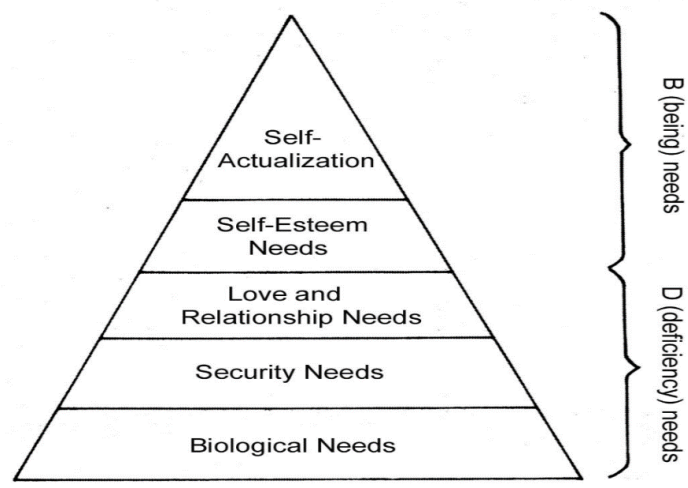 Self-
Actualization
Self-Esteem
Needs
Love and
Relationship Needs
Security Needs
Biological Needs
B (being) needs
D (deficiency) needs